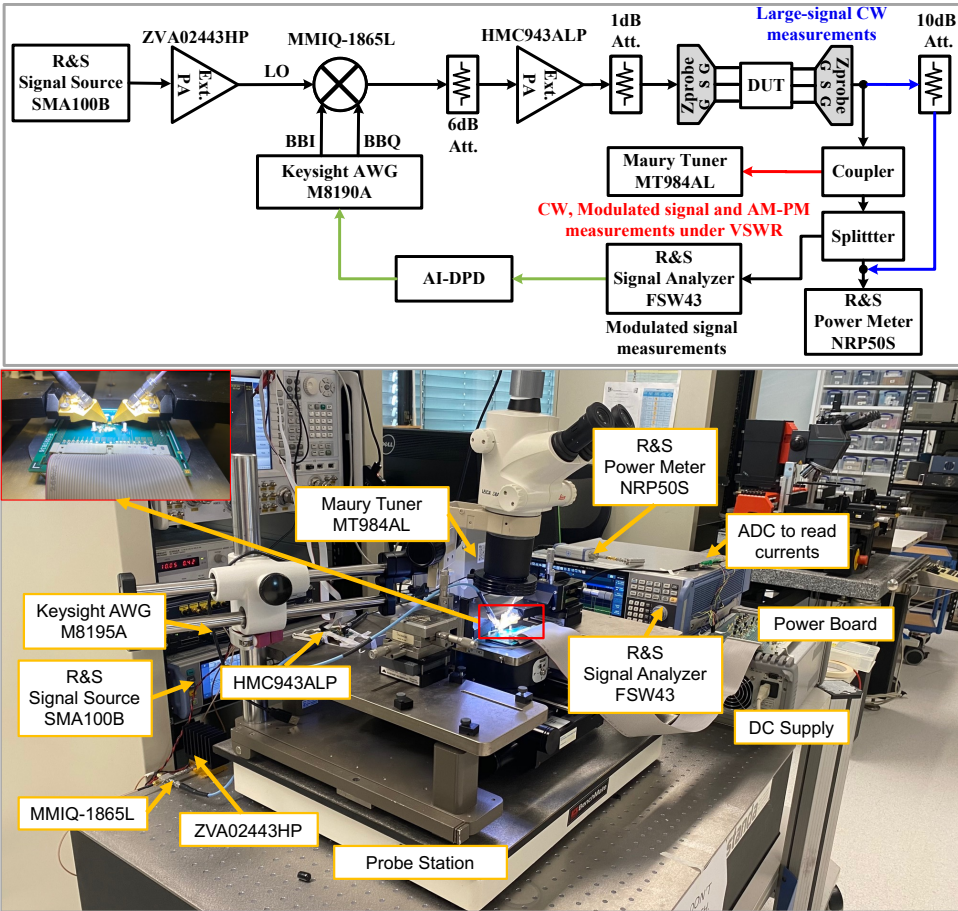 Large-signal CW
measurements
1dB
Att.
10dB
Att.
ZVA02443HP
MMIQ-1865L
HMC943ALP
R&S
Signal Source
SMA100B
Ext.
PA
LO
Ext.
PA
Zprobe
G S G
DUT
Zprobe
G S G
6dB
Att.
BBI
BBQ
Keysight AWG
M8190A
Maury Tuner
MT984AL
Coupler
CW, Modulated signal and AM-PM
measurements under VSWR
Splittter
AI-DPD
R&S
Signal Analyzer
FSW43
R&S
Power Meter
NRP50S
Modulated signal
measurements
R&S
Power Meter
NRP50S
Maury Tuner
MT984AL
ADC to read
currents
Keysight AWG
M8195A
Power Board
R&S
Signal Source
SMA100B
HMC943ALP
R&S
Signal Analyzer
FSW43
DC Supply
MMIQ-1865L
ZVA02443HP
Probe Station
BenchMate
DELL
LEICA